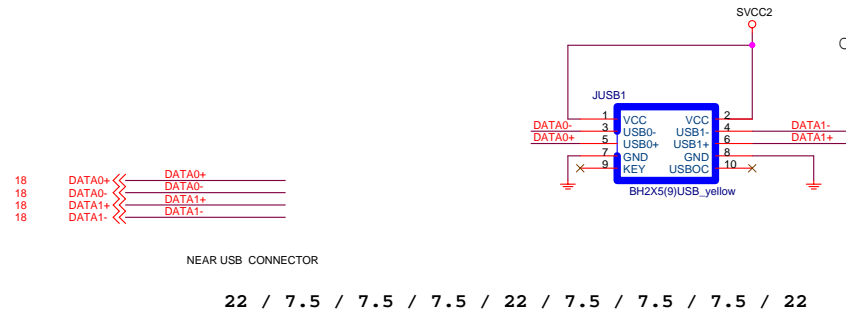 SVCC2
C
JUSB1
1 VCC VCC 2
DATA0- 3 USB0- USB1- 4 DATA1-
DATA0+ 5 USB0+ USB1+ 6 DATA1+
7 GND GND 8
9 KEY USBOC 10
BH2X5(9)USB_yellow
18 DATA0+ DATA0+
18 DATA0- DATA0-
18 DATA1+ DATA1+
18 DATA1- DATA1-
NEAR USB CONNECTOR
22 / 7.5 / 7.5 / 7.5 / 22 / 7.5 / 7.5 / 7.5 / 22